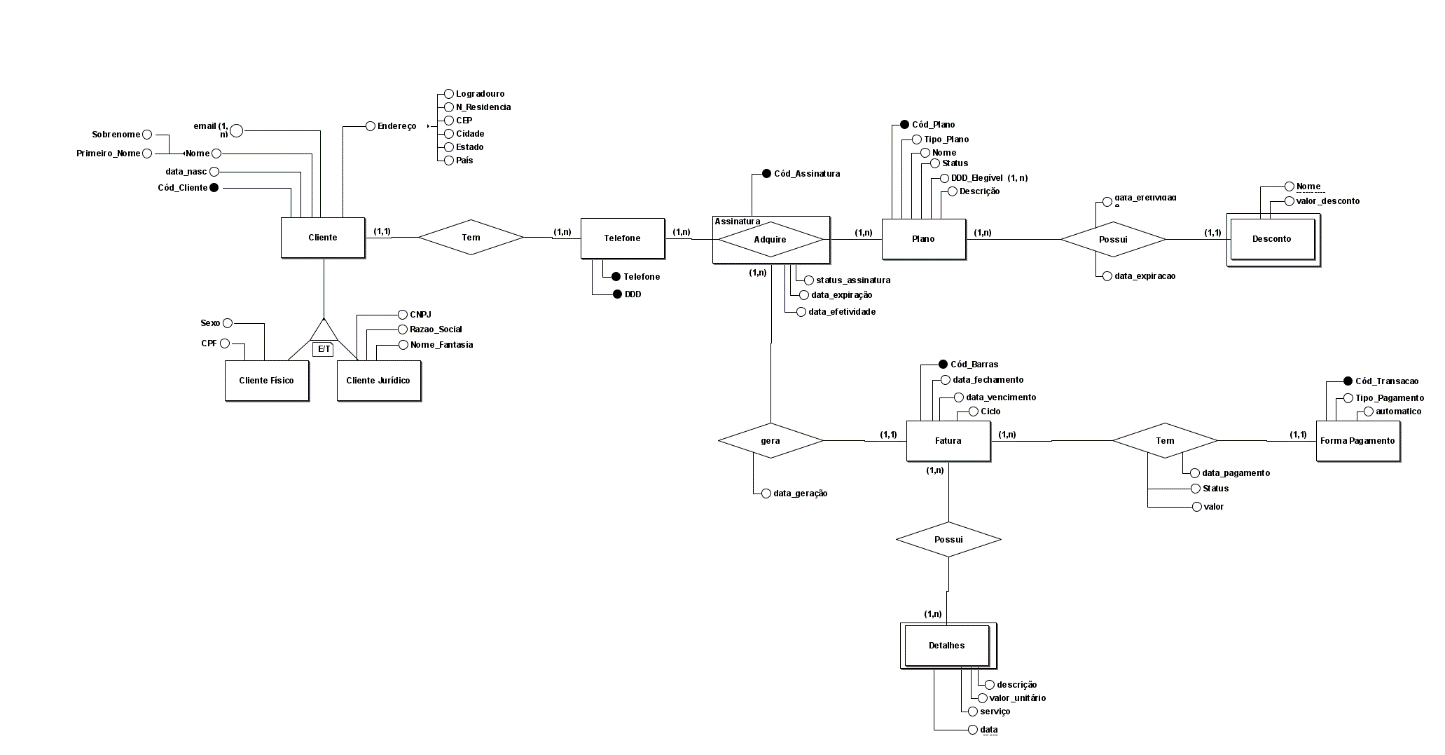 Logradouro
N_Residencia
CEP
Cidade
Estado
País
Endereço
email (1,
n)
Sobrenome
Primeiro_Nome
Nome
data_nasc
Cód_Cliente
Cliente
(1,1)
Tem
(1,n)
Telefone
(1,n)
Telefone
DDD
Cód_Assinatura
Assinatura
Adquire
(1,n)
(1,n)
status_assinatura
data_expiração
data_efetividade
Cód_Plano
Tipo_Plano
Nome
Status
DDD_Elegível (1, n)
Descrição
Plano
(1,n)
data_efetividad
e
Possui
data_expiracao
(1,1)
Nome
valor_desconto
Desconto
Sexo
CPF
E/T
CNPJ
Razao_Social
Nome_Fantasia
Cliente Físico
Cliente Jurídico
gera
data_geração
(1,1)
Cód_Barras
data_fechamento
data_vencimento
Ciclo
Fatura
(1,n)
(1,n)
Tem
data_pagamento
Status
valor
(1,1)
Cód_Transacao
Tipo_Pagamento
automatico
Forma Pagamento
Possui
(1,n)
Detalhes
descrição
valor_unitário
serviço
data